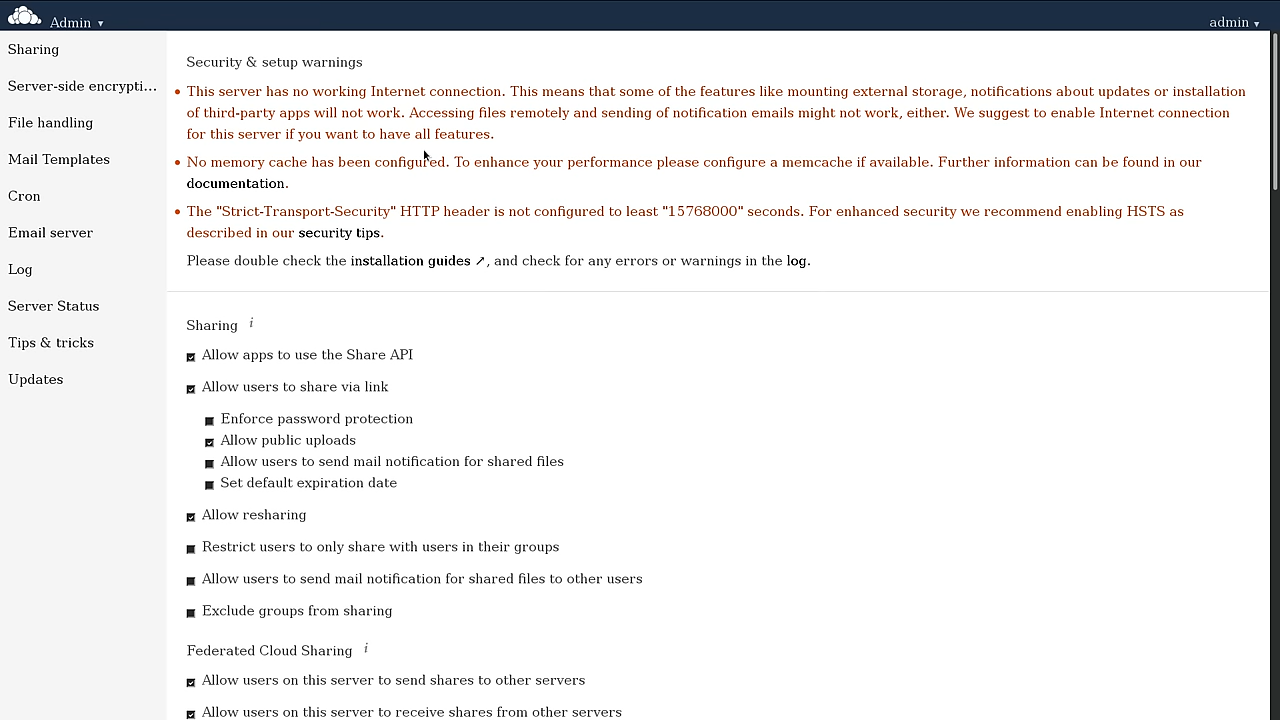 Admin ▼
admin ▼
Sharing
Server-side encrypti...
File handling
Mail Templates
Cron
Email server
Log
Server Status
Tips & tricks
Updates
Security & setup warnings
• This server has no working Internet connection. This means that some of the features like mounting external storage, notifications about updates or installation
of third-party apps will not work. Accessing files remotely and sending of notification emails might not work, either. We suggest to enable Internet connection
for this server if you want to have all features.
• No memory cache has been configured. To enhance your performance please configure a memcache if available. Further information can be found in our
documentation.
• The "Strict-Transport-Security" HTTP header is not configured to least "15768000" seconds. For enhanced security we recommend enabling HSTS as
described in our security tips.
Please double check the installation guides ↗, and check for any errors or warnings in the log.
Sharing i
Allow apps to use the Share API
Allow users to share via link
Enforce password protection
Allow public uploads
Allow users to send mail notification for shared files
Set default expiration date
Allow resharing
Restrict users to only share with users in their groups
Allow users to send mail notification for shared files to other users
Exclude groups from sharing
Federated Cloud Sharing i
Allow users on this server to send shares to other servers
Allow users on this server to receive shares from other servers